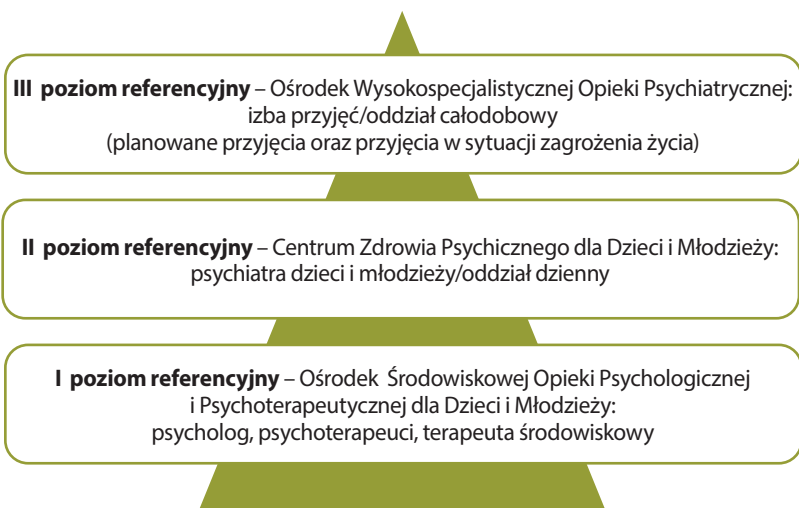 III poziom referencyjny – Ośrodek Wysokospecjalistycznej Opieki Psychiatrycznej:
izba przyjęć/oddział całodobowy
(planowane przyjęcia oraz przyjęcia w sytuacji zagrożenia życia)
II poziom referencyjny – Centrum Zdrowia Psychicznego dla Dzieci i Młodzieży:
psychiatra dzieci i młodzieży/oddział dzienny
I poziom referencyjny – Ośrodek Środowiskowej Opieki Psychologicznej
i Psychoterapeutycznej dla Dzieci i Młodzieży:
psycholog, psychoterapeuci, terapeuta środowiskowy